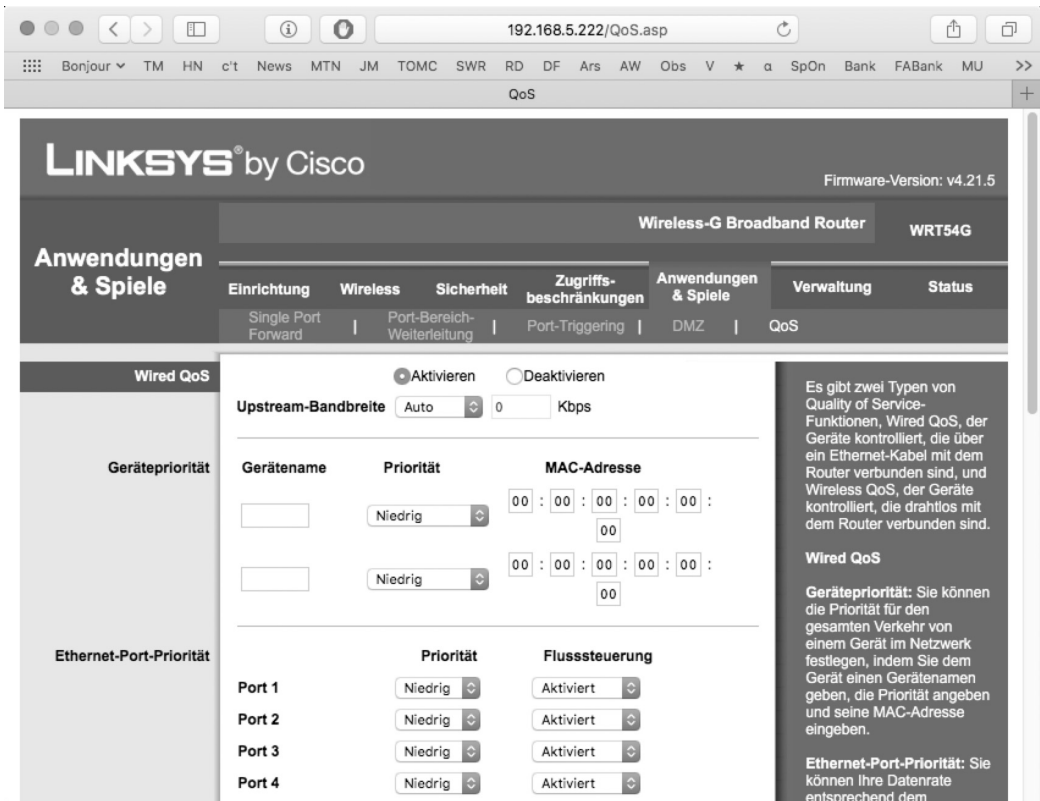 192.168.5.222/QoS.asp
Bonjour TM HN c't News MTN JM TOMC SWR RD DF Ars AW Obs V ★ α SpOn Bank FABank MU >>
QoS +
LINKSYS® by Cisco
Firmware-Version: v4.21.5
Wireless-G Broadband Router WRT54G
Anwendungen
& Spiele
Einrichtung Wireless Sicherheit Zugriffs-
beschränkungen Anwendungen
& Spiele Verwaltung Status
Single Port
Forward | Port-Bereich-
Weiterleitung | Port-Triggering | DMZ | QoS
Wired QoS
Aktivieren Deaktivieren
Upstream-Bandbreite Auto 0 Kbps
Gerätepriorität
Gerätename Priorität MAC-Adresse
Niedrig 00 : 00 : 00 : 00 : 00 :
00
Niedrig 00 : 00 : 00 : 00 : 00 :
00
Ethernet-Port-Priorität
Priorität Flusssteuerung
Port 1 Niedrig Aktiviert
Port 2 Niedrig Aktiviert
Port 3 Niedrig Aktiviert
Port 4 Niedrig Aktiviert
Es gibt zwei Typen von
Quality of Service-
Funktionen, Wired QoS, der
Geräte kontrolliert, die über
ein Ethernet-Kabel mit dem
Router verbunden sind, und
Wireless QoS, der Geräte
kontrolliert, die drahtlos mit
dem Router verbunden sind.
Wired QoS
Gerätepriorität: Sie können
die Priorität für den
gesamten Verkehr von
einem Gerät im Netzwerk
festlegen, indem Sie dem
Gerät einen Gerätenamen
geben, die Priorität angeben
und seine MAC-Adresse
eingeben.
Ethernet-Port-Priorität: Sie
können Ihre Datenrate
entsprechend dem